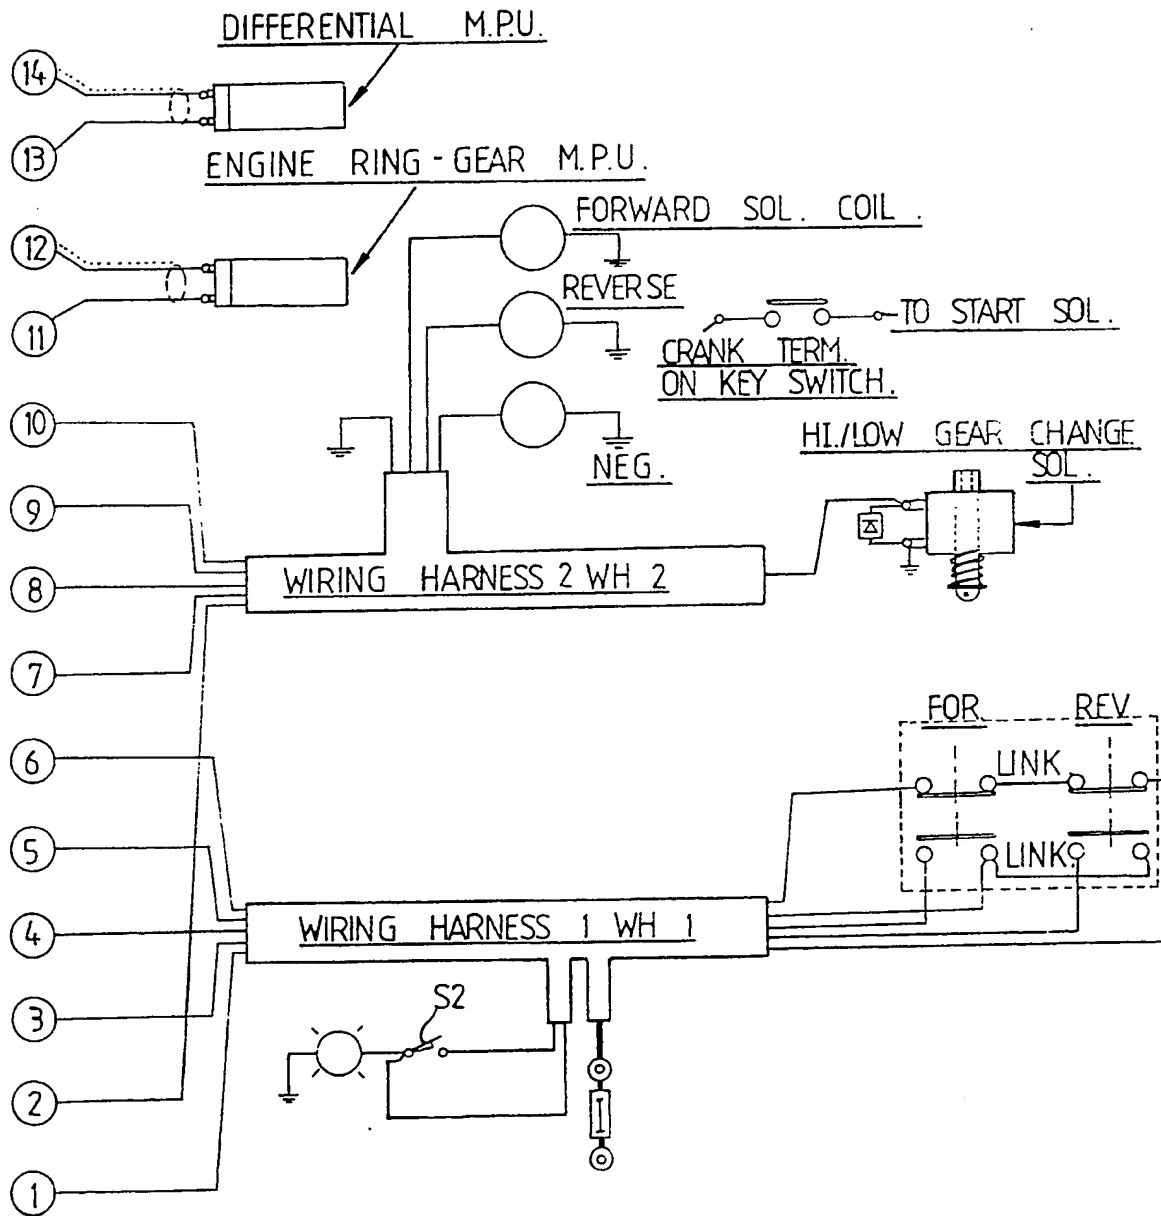 DIFFERENTIAL M.P.U.
14
13
ENGINE RING-GEAR M.P.U.
12
11
FORWARD SOL. COIL.
REVERSE
TO START SOL.
CRANK TERM.
ON KEY SWITCH.
10
NEG.
HI./LOW GEAR CHANGE
SOL.
9
8
WIRING HARNESS 2 WH 2
7
FOR.
REV.
6
LINK
5
LINK.
4
WIRING HARNESS 1 WH 1
3
S2
2
1